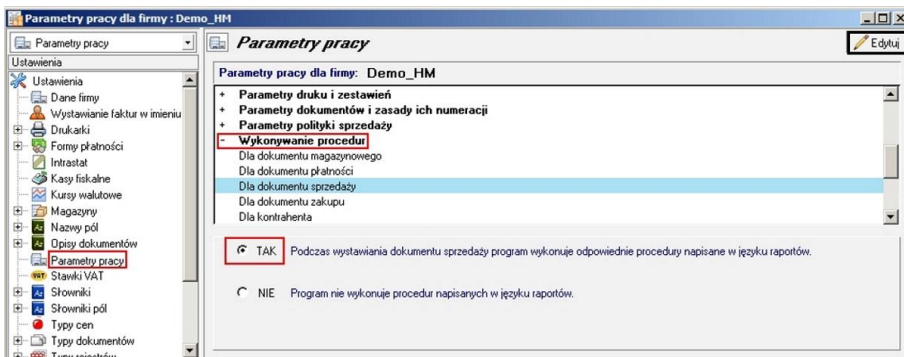 Parametry pracy dla firmy : Demo_HM
Parametry pracy
Ustawienia
Ustawienia
Dane firmy
Wystawianie faktur w imieniu
Drukarki
Formy płatności
Intrastat
Kasy fiskalne
Kursy walutowe
Magazyny
Nazwy pól
Opisy dokumentów
Parametry pracy
Stawki VAT
Słowniki
Słowniki pól
Typy cen
Typy dokumentów
Typy rejestrów
Parametry pracy
Edytuj
Parametry pracy dla firmy: Demo_HM
+ Parametry druku i zestawień
+ Parametry dokumentów i zasady ich numeracji
+ Parametry polityki sprzedaży
- Wykonywanie procedur
Dla dokumentu magazynowego
Dla dokumentu płatności
Dla dokumentu sprzedaży
Dla dokumentu zakupu
Dla kontrahenta
TAK Podczas wystawiania dokumentu sprzedaży program wykonuje odpowiednie procedury napisane w języku raportów.
NIE Program nie wykonuje procedur napisanych w języku raportów.